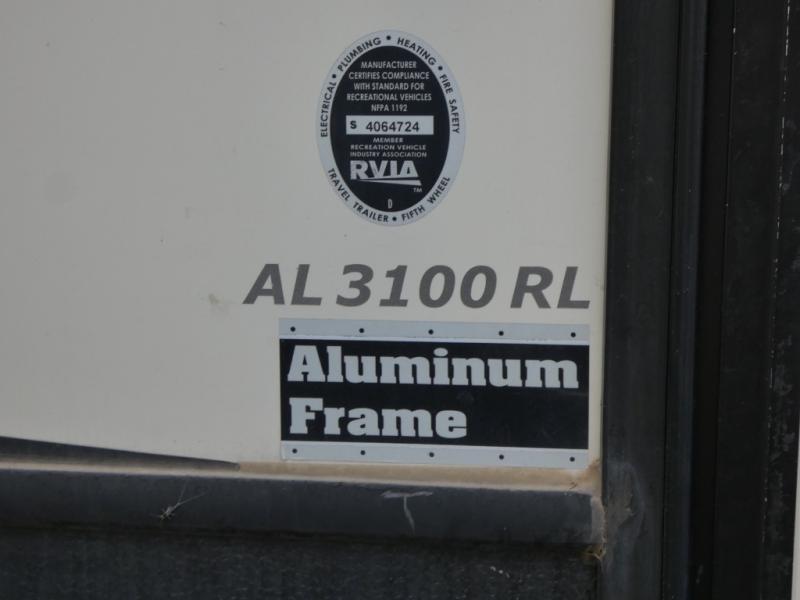 ELECTRICAL • PLUMBING • HEATING • FIRE SAFETY
MANUFACTURER
CERTIFIES COMPLIANCE
WITH STANDARD FOR
RECREATIONAL VEHICLES
NFPA 1192
S 4064724
MEMBER
RECREATION VEHICLE
INDUSTRY ASSOCIATION
RVIA
TM
D
TRAVEL TRAILER • FIFTH WHEEL
AL 3100 RL
Aluminum
Frame